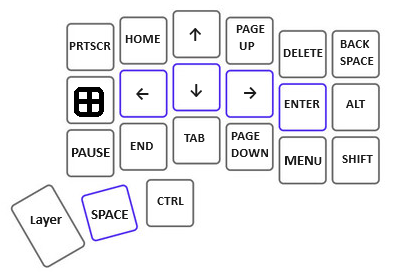 PRTSCR
HOME
↑
PAGE
UP
DELETE
BACK
SPACE
←
↓
→
ENTER
ALT
PAUSE
END
TAB
PAGE
DOWN
MENU
SHIFT
Layer
SPACE
CTRL